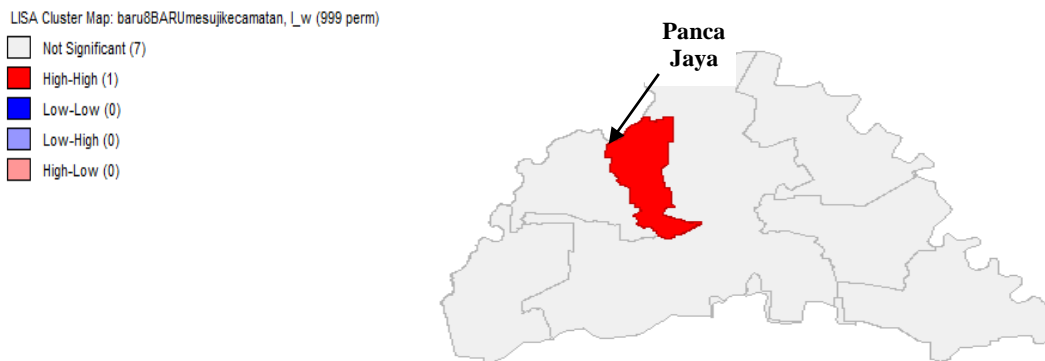 LISA Cluster Map: baru8BARUmesujikecamatan, I_w (999 perm)
Not Significant (7)
High-High (1)
Low-Low (0)
Low-High (0)
High-Low (0)
Panca
Jaya